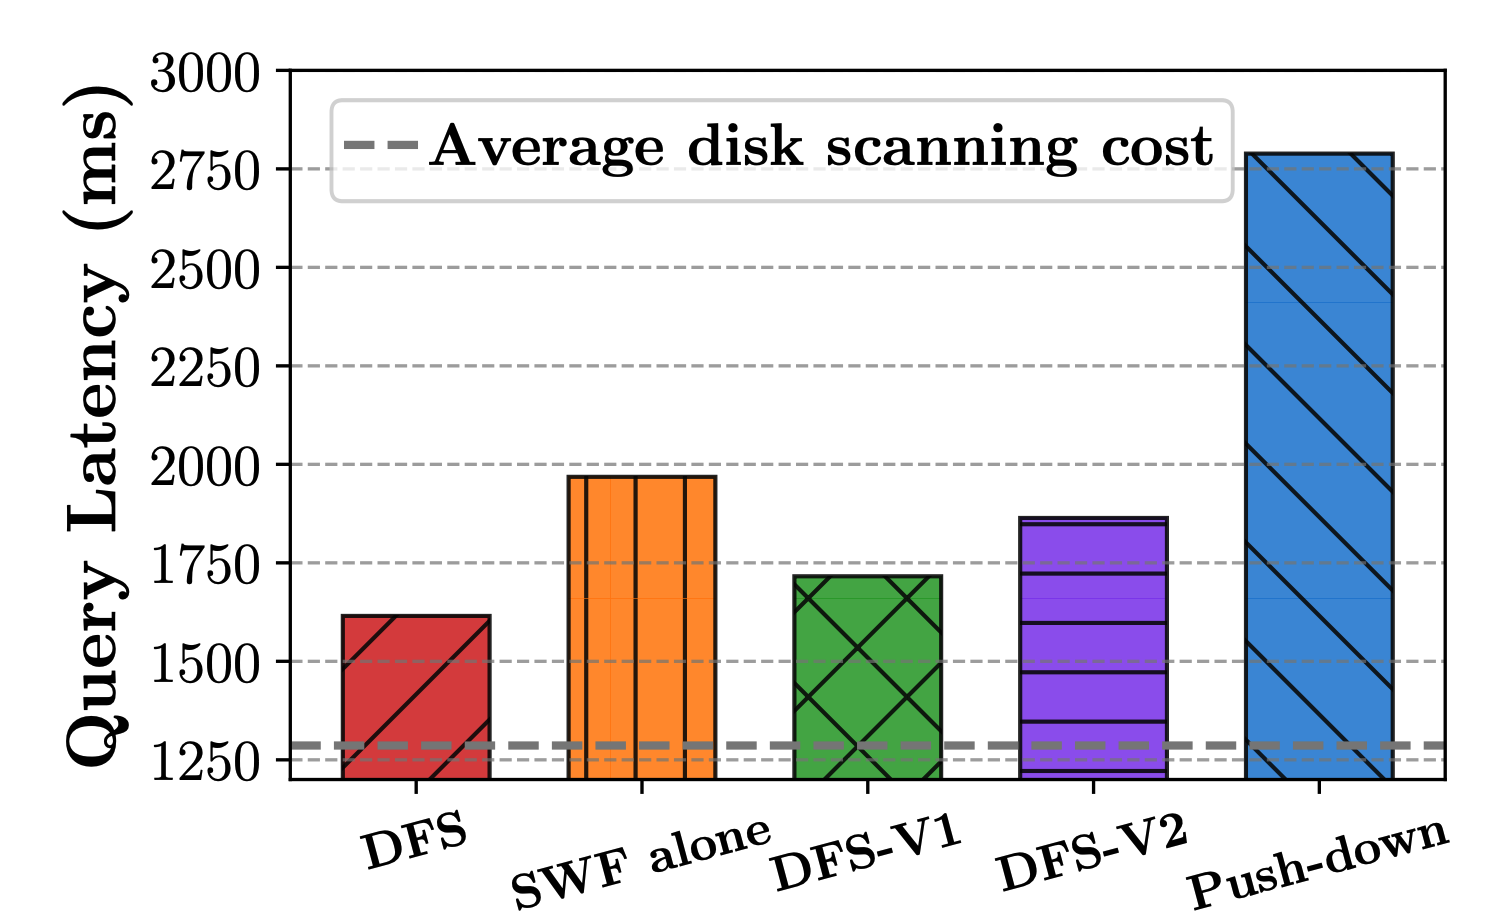 Query Latency (ms)
3000
2750
2500
2250
2000
1750
1500
1250
Average disk scanning cost
DFS
SWF alone
DFS-V1
DFS-V2
Push-down